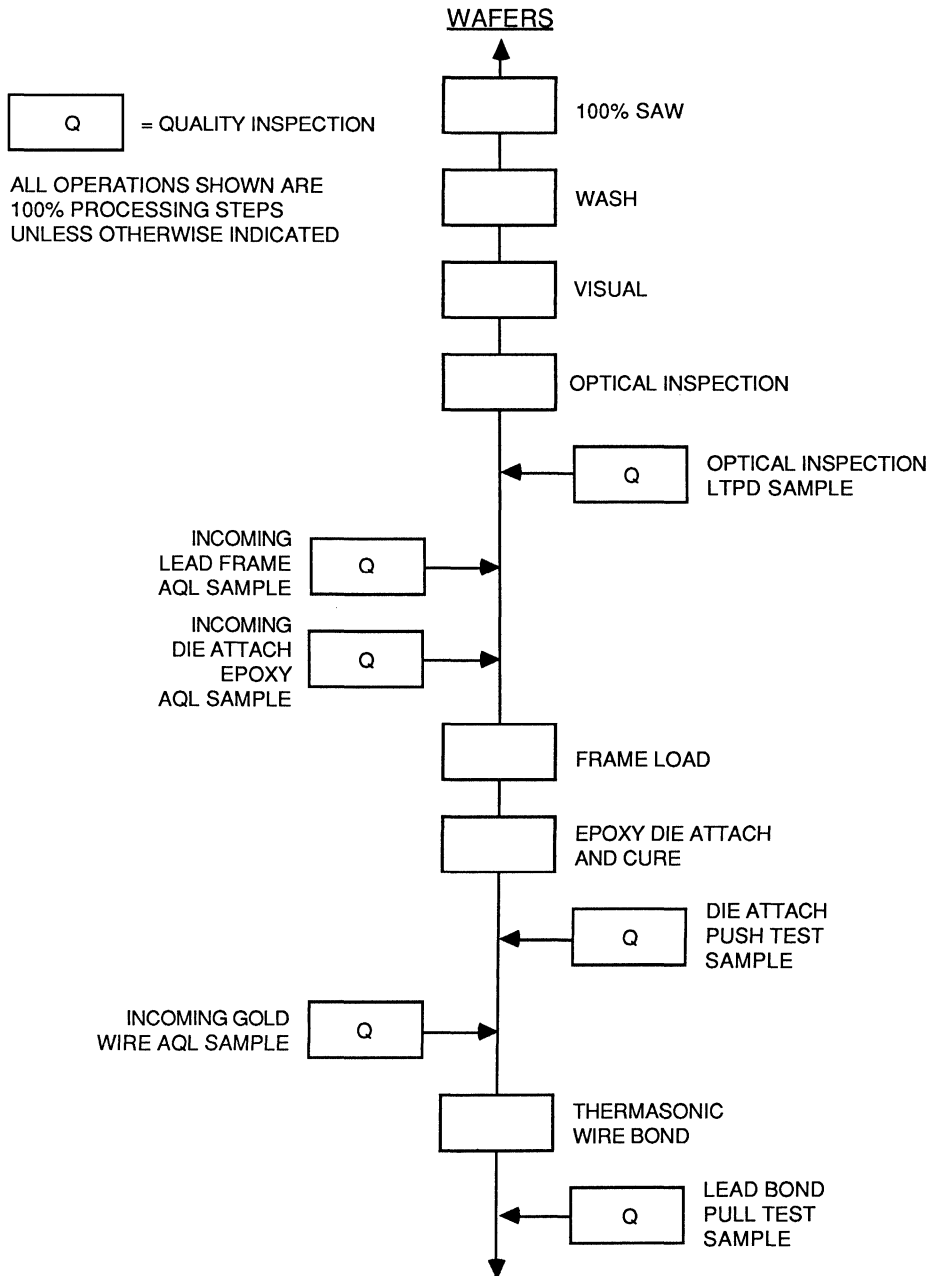 WAFERS
100% SAW
Q
= QUALITY INSPECTION
ALL OPERATIONS SHOWN ARE
100% PROCESSING STEPS
UNLESS OTHERWISE INDICATED
WASH
VISUAL
OPTICAL INSPECTION
Q
OPTICAL INSPECTION
LTPD SAMPLE
INCOMING
LEAD FRAME
AQL SAMPLE
Q
INCOMING
DIE ATTACH
EPOXY
AQL SAMPLE
Q
FRAME LOAD
EPOXY DIE ATTACH
AND CURE
Q
DIE ATTACH
PUSH TEST
SAMPLE
INCOMING GOLD
WIRE AQL SAMPLE
Q
THERMASONIC
WIRE BOND
Q
LEAD BOND
PULL TEST
SAMPLE